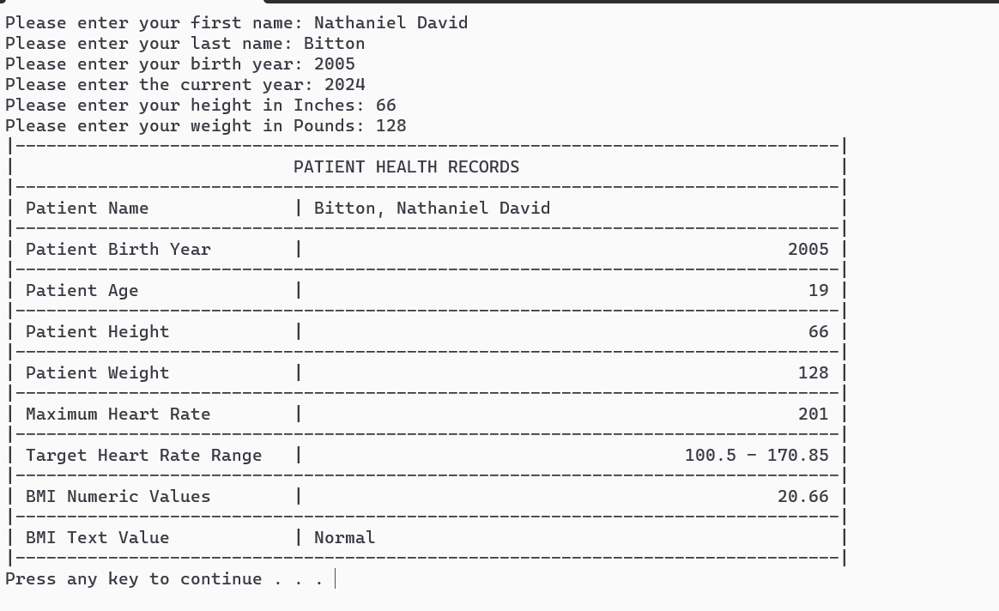 Please enter your first name: Nathaniel David
Please enter your last name: Bitton
Please enter your birth year: 2005
Please enter the current year: 2024
Please enter your height in Inches: 66
Please enter your weight in Pounds: 128
|--------------------------------------------------------------------------------|
|                           PATIENT HEALTH RECORDS                               |
|--------------------------------------------------------------------------------|
| Patient Name              | Bitton, Nathaniel David                            |
|--------------------------------------------------------------------------------|
| Patient Birth Year        |                                               2005 |
|--------------------------------------------------------------------------------|
| Patient Age               |                                                 19 |
|--------------------------------------------------------------------------------|
| Patient Height            |                                                 66 |
|--------------------------------------------------------------------------------|
| Patient Weight            |                                                128 |
|--------------------------------------------------------------------------------|
| Maximum Heart Rate        |                                                201 |
|--------------------------------------------------------------------------------|
| Target Heart Rate Range   |                                     100.5 - 170.85 |
|--------------------------------------------------------------------------------|
| BMI Numeric Values        |                                              20.66 |
|--------------------------------------------------------------------------------|
| BMI Text Value            | Normal                                             |
|--------------------------------------------------------------------------------|
Press any key to continue . . .